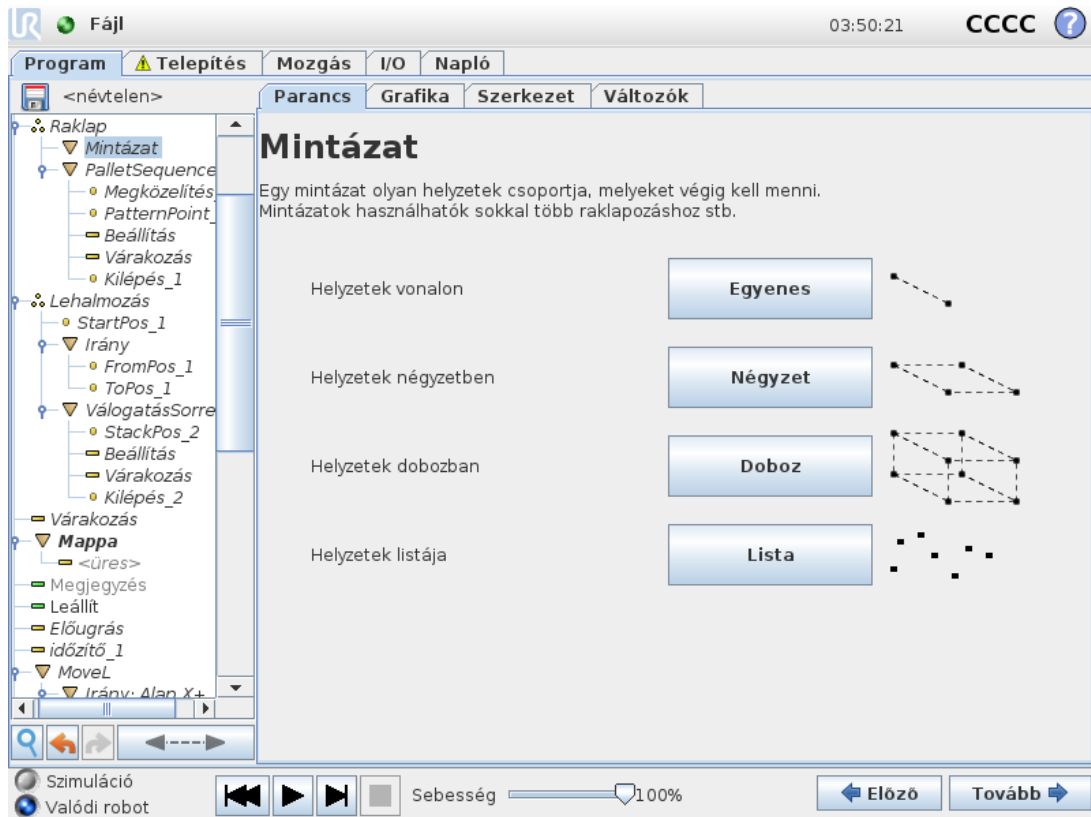 UR Fájl 03:50:21 CCCC ?
Program Telepítés Mozgás I/O Napló
<névtelen> Parancs Grafika Szerkezet Változók
Raklap
Mintázat
PalletSequence
Megközelítés_
PatternPoint_
Beállítás
Várakozás
Kilépés_1
Lehalmozás
StartPos_1
Irány
FromPos_1
ToPos_1
VálogatásSorre
StackPos_2
Beállítás
Várakozás
Kilépés_2
Várakozás
Mappa
<üres>
Megjegyzés
Leállít
Előugrás
időzítő_1
MoveL
Irány: Alap X+
Mintázat
Egy mintázat olyan helyzetek csoportja, melyeket végig kell menni.
Mintázatok használhatók sokkal több raklapozáshoz stb.
Helyzetek vonalon Egyenes
Helyzetek négyzetben Négyzet
Helyzetek dobozban Doboz
Helyzetek listája Lista
Szimuláció
Valódi robot
Sebesség 100%
Előző Tovább